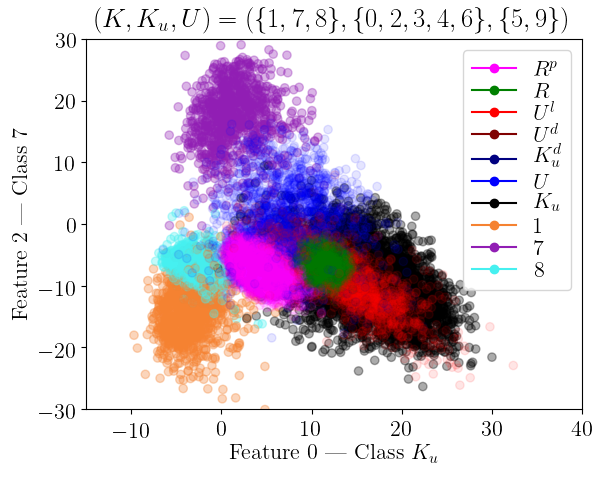 (K, K_u, U) = ({1, 7, 8}, {0, 2, 3, 4, 6}, {5, 9})
30
20
10
0
−10
−20
−30
Feature 2 — Class 7
R^p
R
U^l
U^d
K_u^d
U
K_u
1
7
8
−10 0 10 20 30 40
Feature 0 — Class K_u